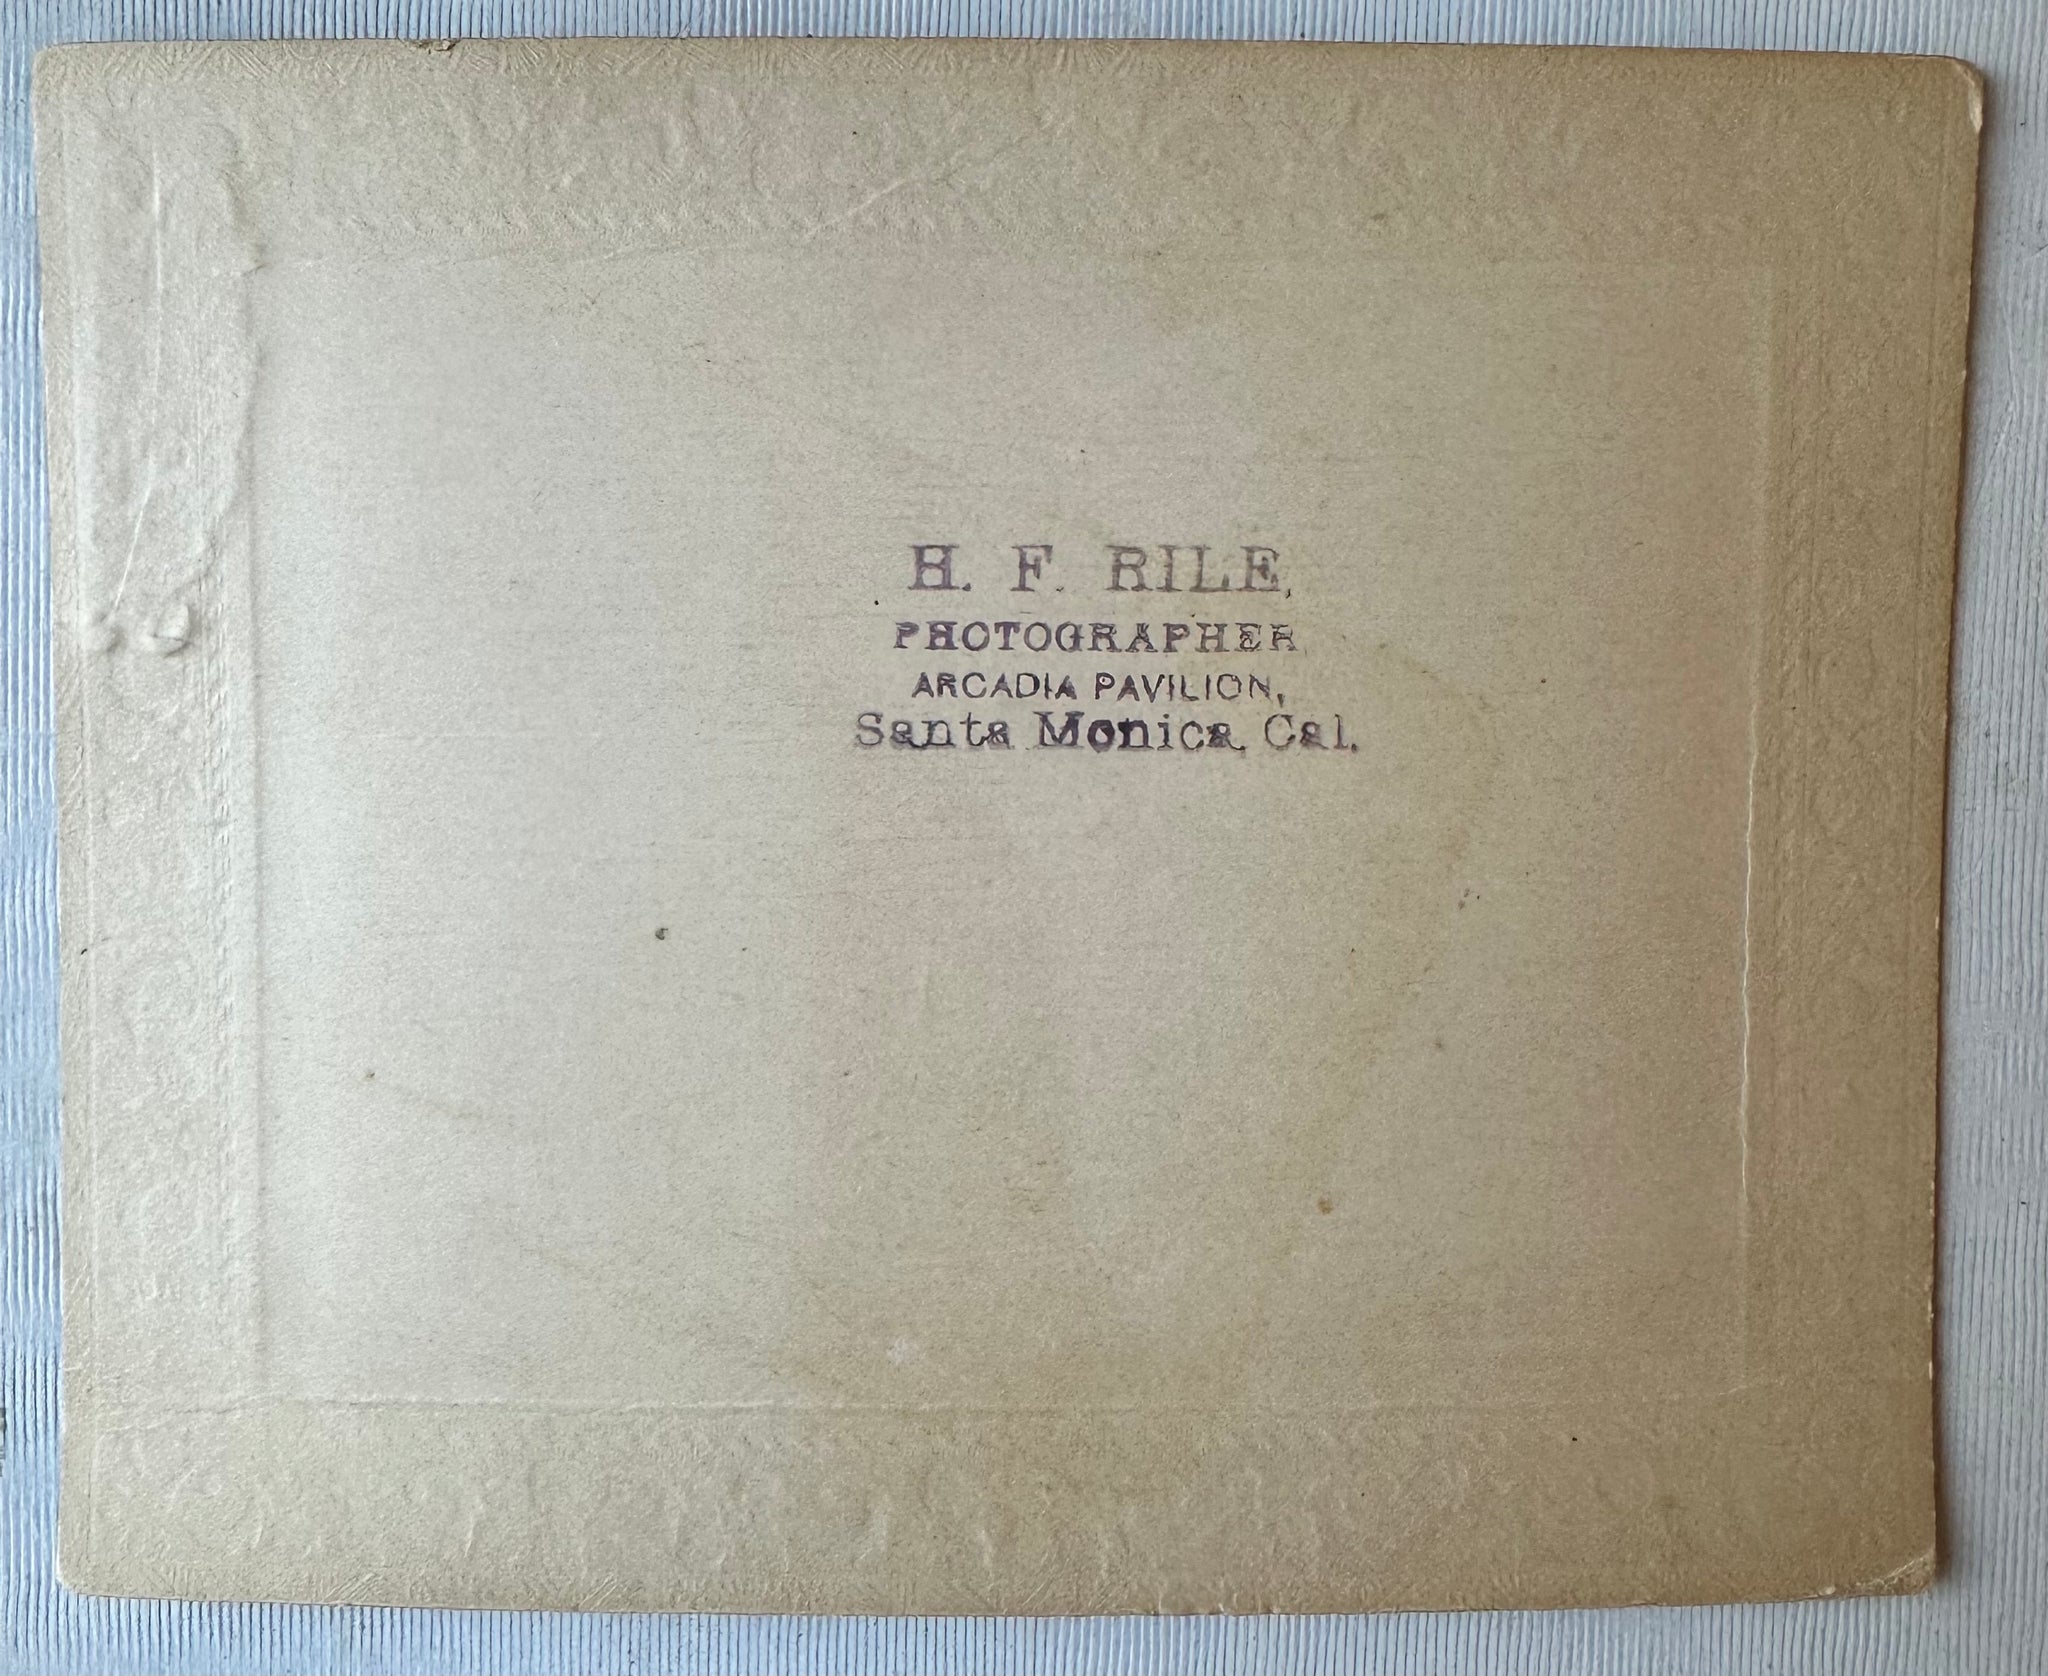 H. F. RILE,
PHOTOGRAPHER
ARCADIA PAVILION,
Santa Monica, Cal.